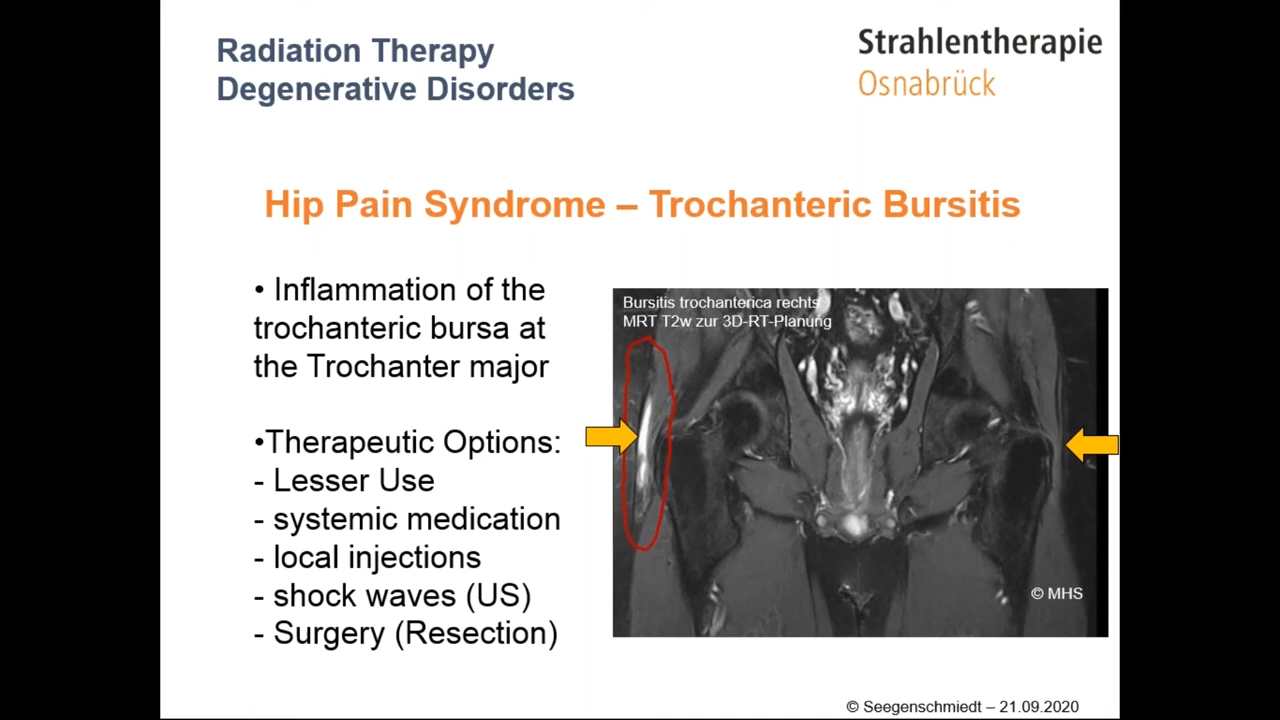 Radiation Therapy
Degenerative Disorders
Strahlentherapie
Osnabrück
Hip Pain Syndrome – Trochanteric Bursitis
• Inflammation of the
trochanteric bursa at
the Trochanter major
•Therapeutic Options:
- Lesser Use
- systemic medication
- local injections
- shock waves (US)
- Surgery (Resection)
Bursitis trochanterica rechts
MRT T2w zur 3D-RT-Planung
© MHS
© Seegenschmiedt – 21.09.2020